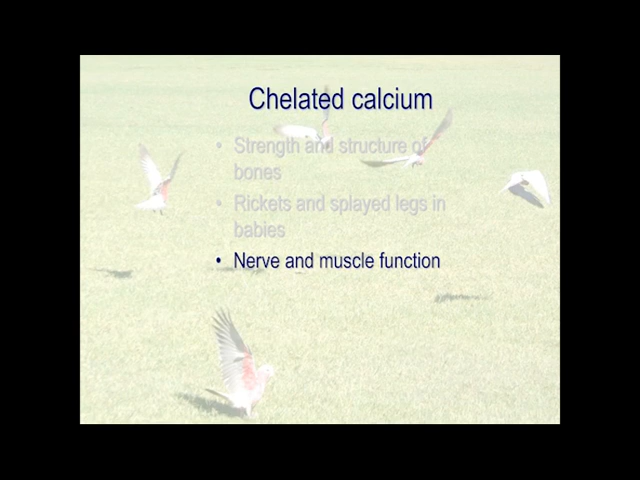 Chelated calcium
• Strength and structure of
bones
• Rickets and splayed legs in
babies
• Nerve and muscle function